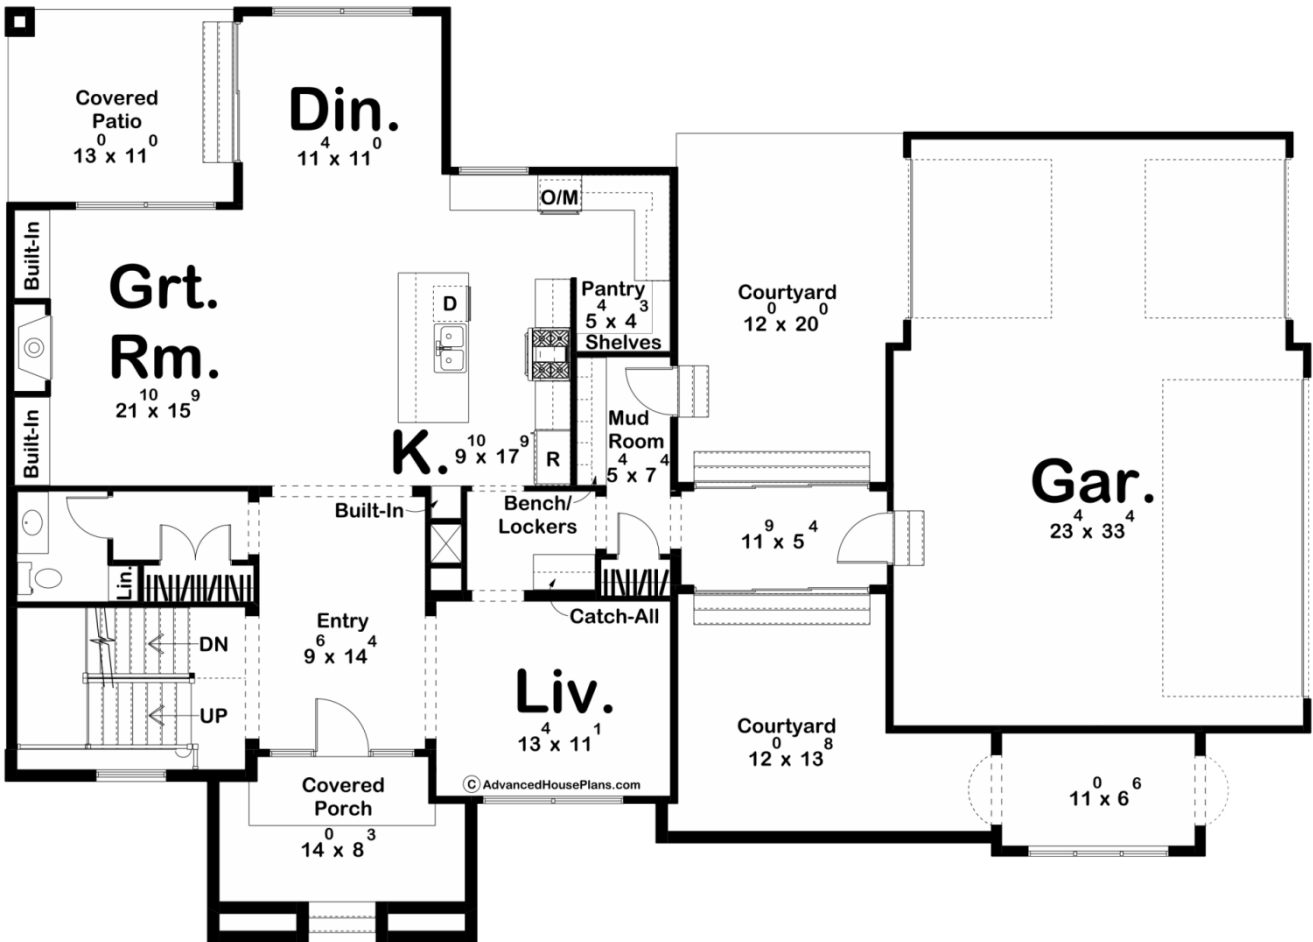 Covered
Patio
13⁰ x 11⁰
Din.
11⁴ x 11⁰
O/M
Built-In
Grt.
Rm.
21¹⁰ x 15⁹
Built-In
D
Pantry
5⁴ x 4³
Shelves
K. 9¹⁰ x 17⁹
R
Mud
Room
5⁴ x 7⁴
Courtyard
12⁰ x 20⁰
Gar.
23⁴ x 33⁴
Built-In
Bench/
Lockers
11⁹ x 5⁴
Lin.
Catch-All
Entry
9⁶ x 14⁴
DN
UP
Liv.
13⁴ x 11¹
© AdvancedHousePlans.com
Courtyard
12⁰ x 13⁸
11⁰ x 6⁶
Covered
Porch
14⁰ x 8³